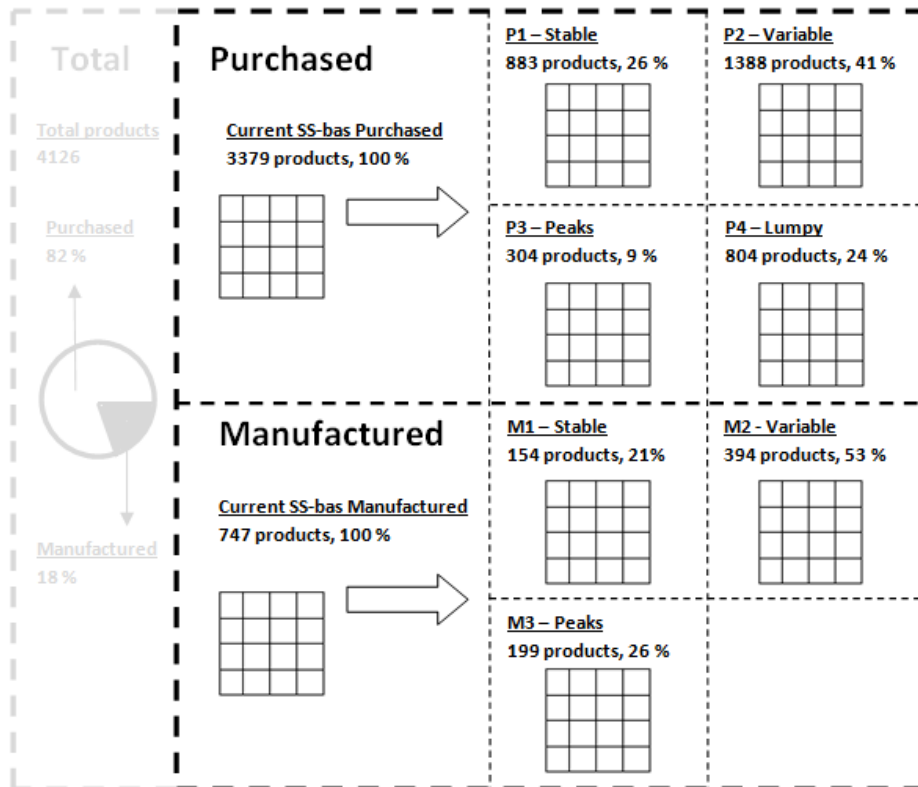 Total
Total products
4126
Purchased
82 %
Manufactured
18 %
Purchased
Current SS-bas Purchased
3379 products, 100 %
P1 – Stable
883 products, 26 %
P2 – Variable
1388 products, 41 %
P3 – Peaks
304 products, 9 %
P4 – Lumpy
804 products, 24 %
Manufactured
Current SS-bas Manufactured
747 products, 100 %
M1 – Stable
154 products, 21%
M2 - Variable
394 products, 53 %
M3 – Peaks
199 products, 26 %